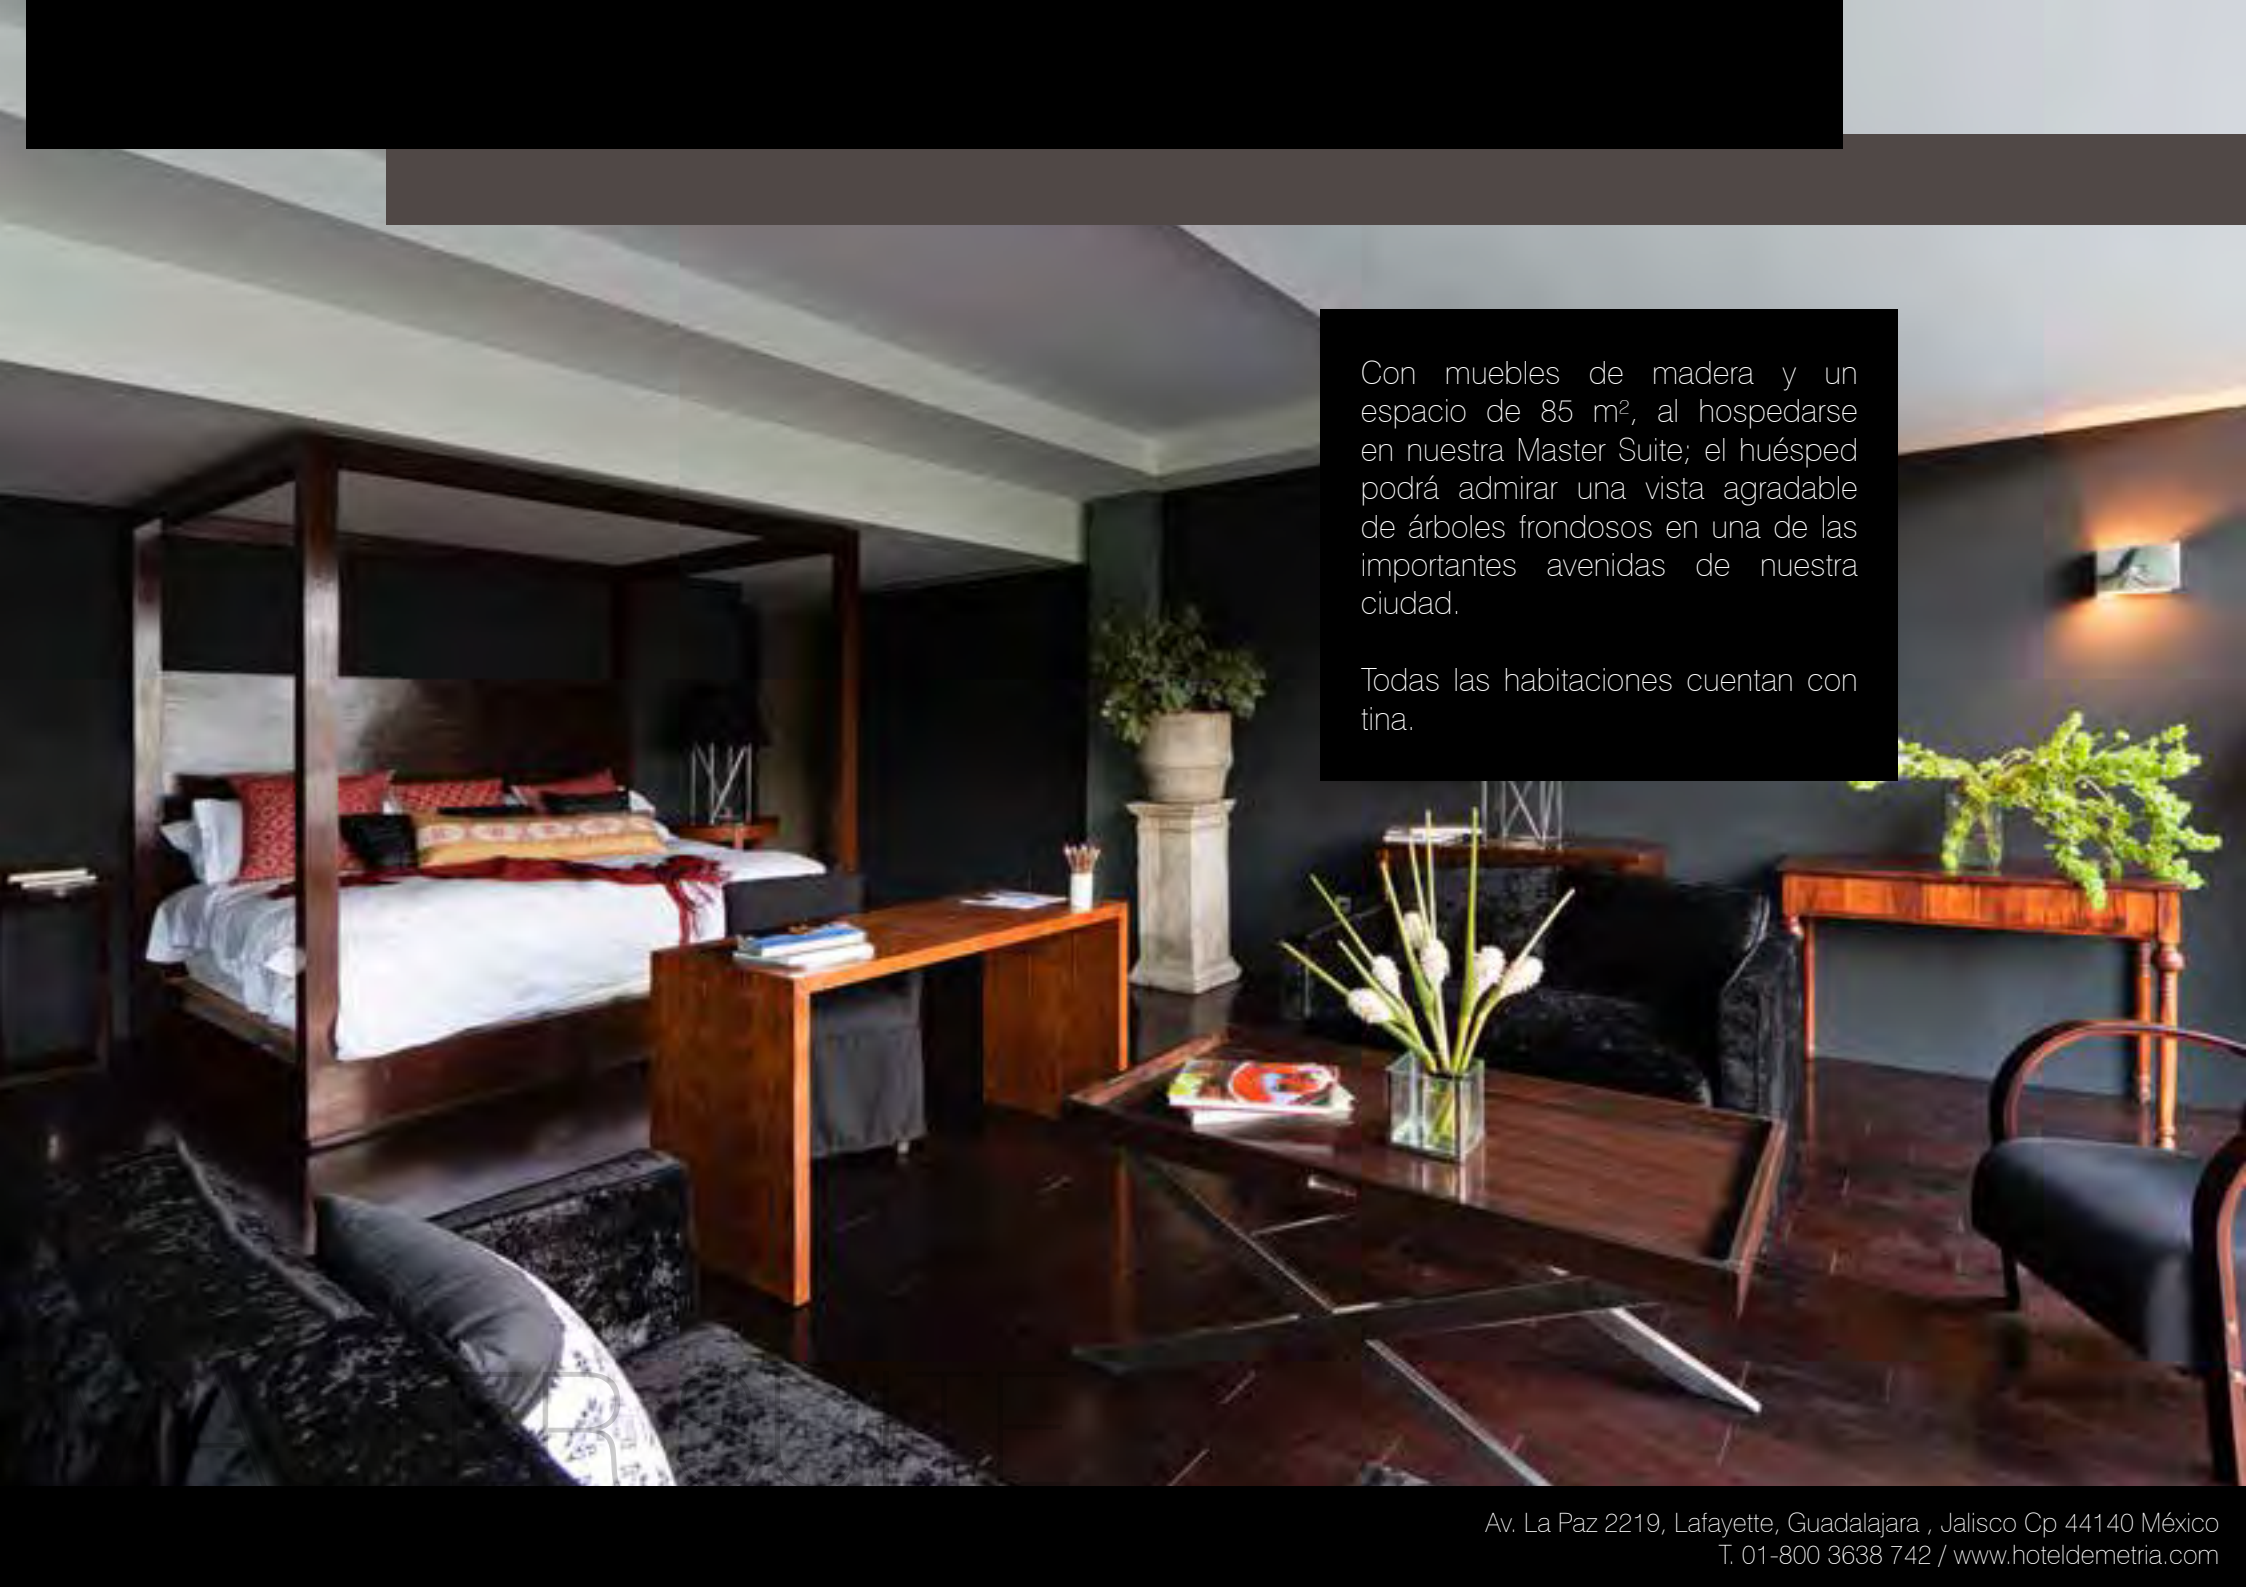 Con muebles de madera y un
espacio de 85 m², al hospedarse
en nuestra Master Suite; el huésped
podrá admirar una vista agradable
de árboles frondosos en una de las
importantes avenidas de nuestra
ciudad.
Todas las habitaciones cuentan con
tina.
Av. La Paz 2219, Lafayette, Guadalajara , Jalisco Cp 44140 México
T. 01-800 3638 742 / www.hoteldemetria.com